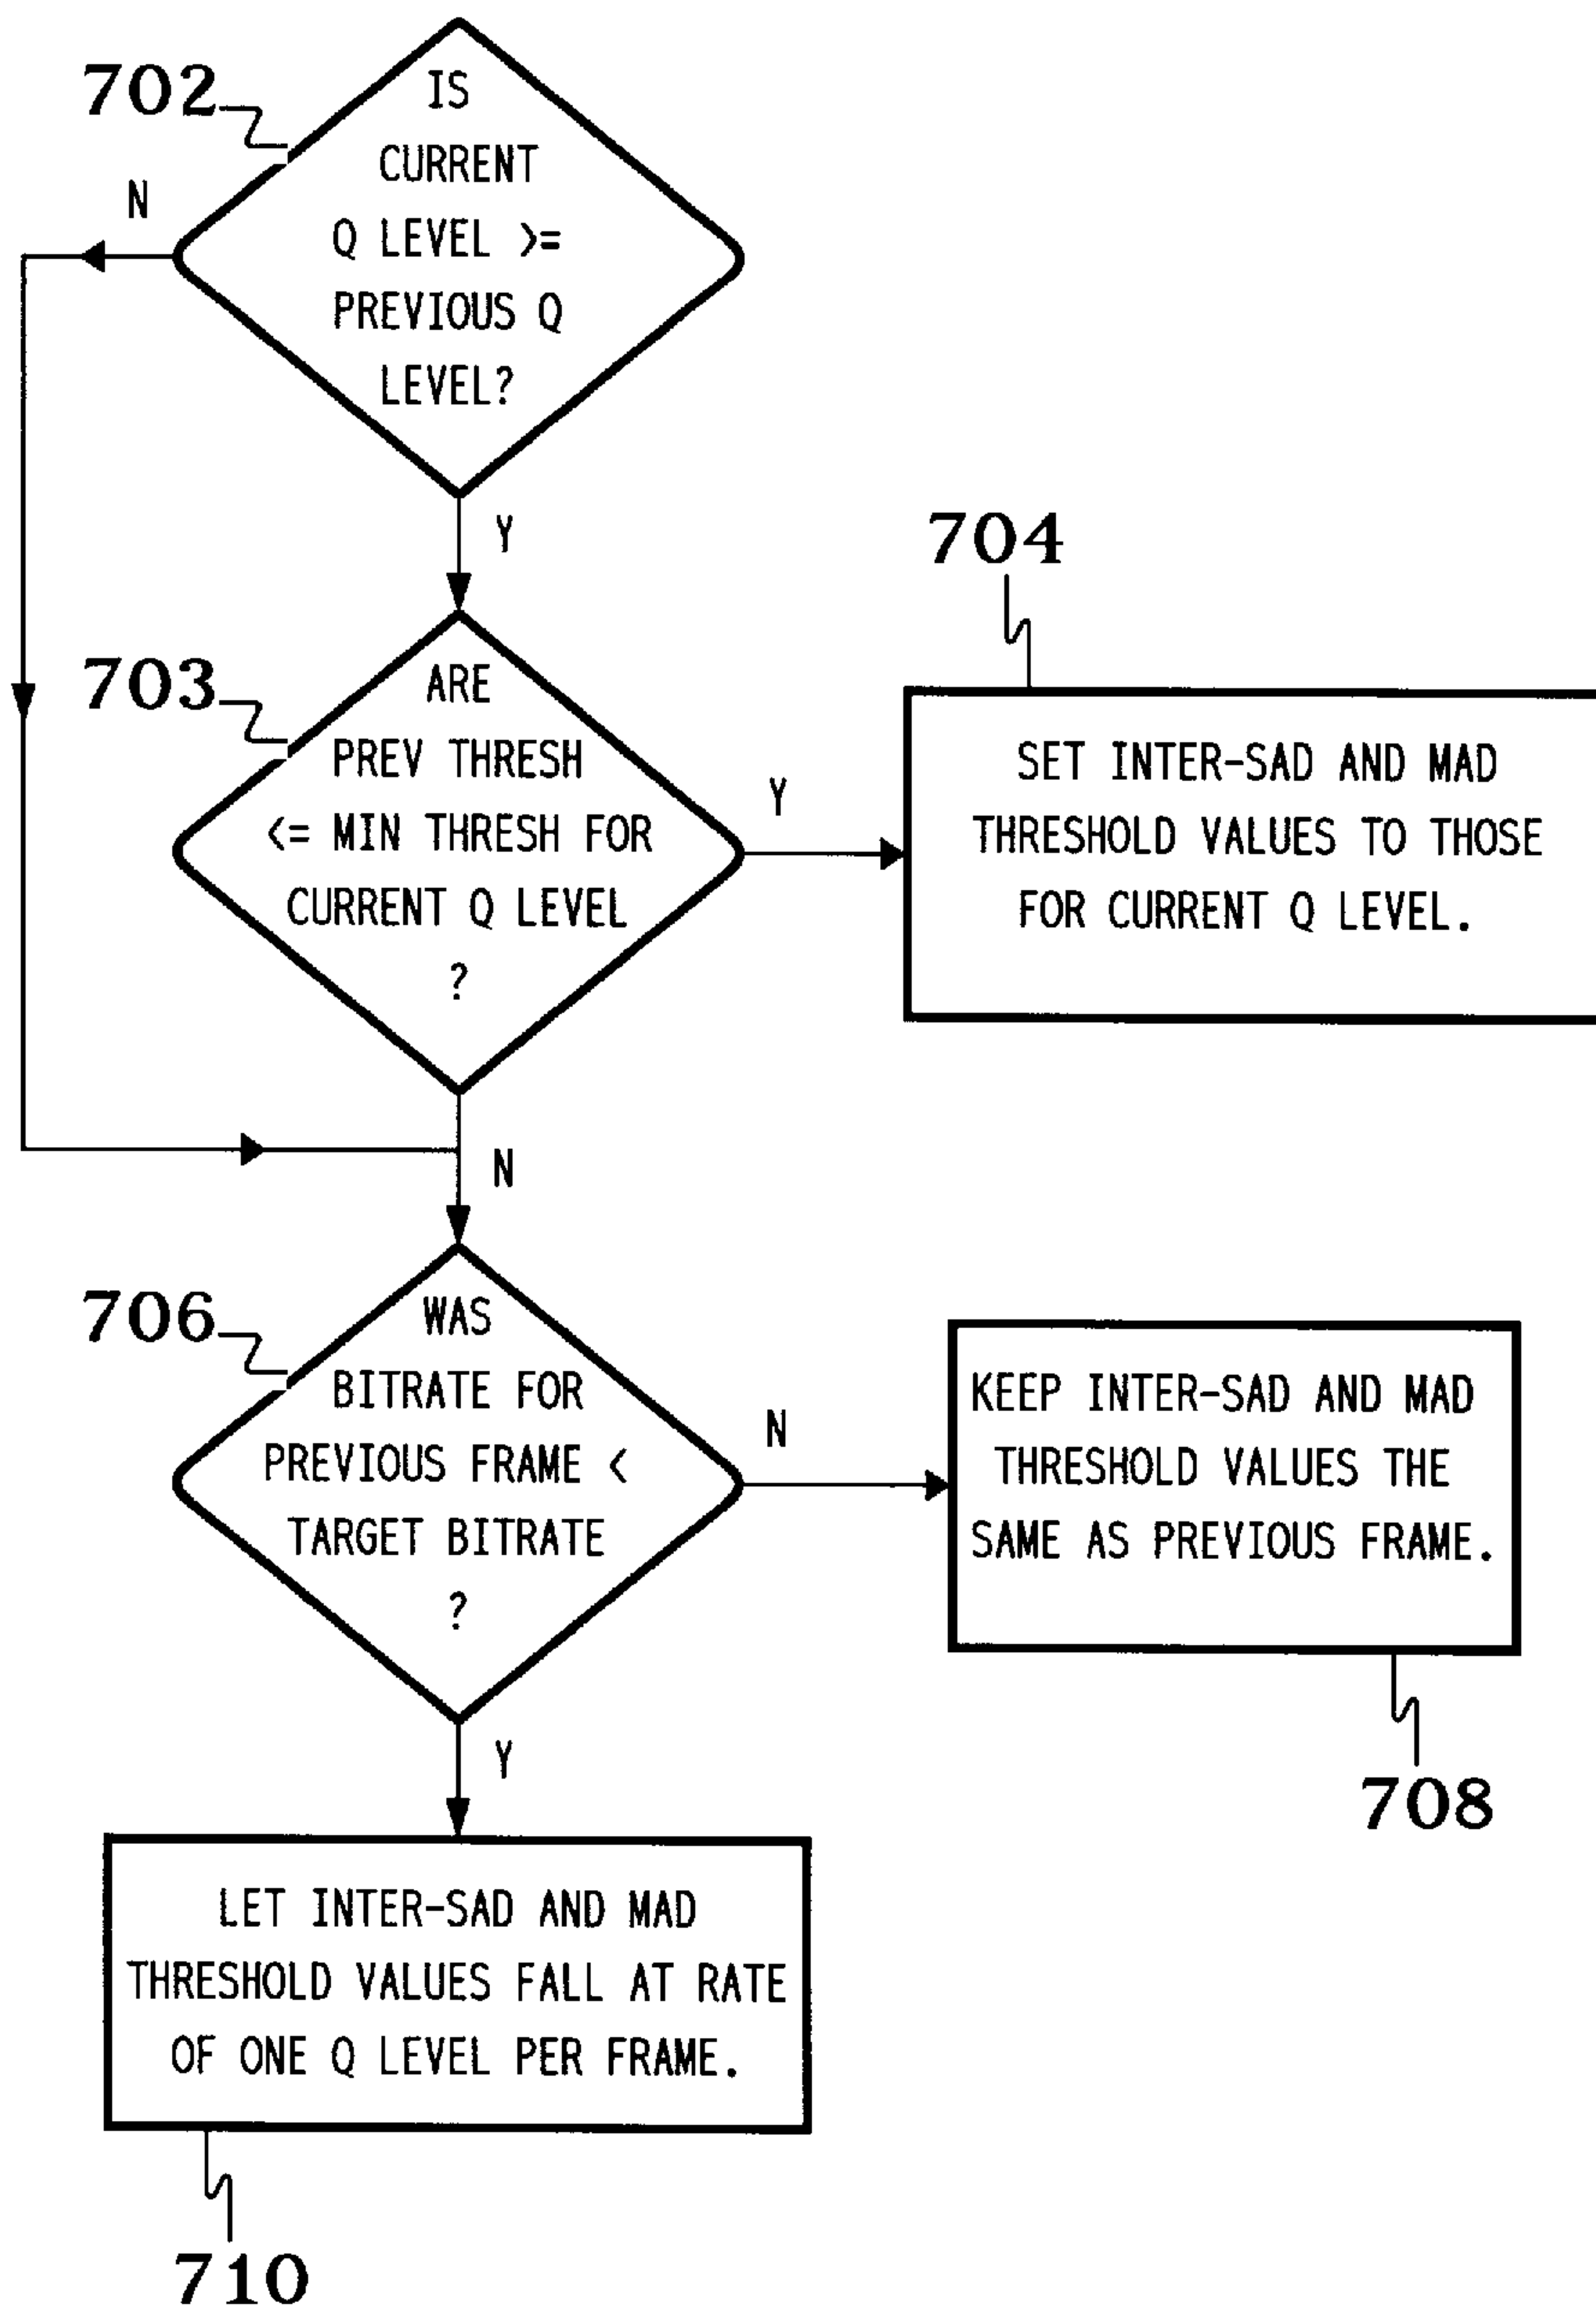 702
IS
CURRENT
Q LEVEL >=
PREVIOUS Q
LEVEL?
N
Y
703
ARE
PREV THRESH
<= MIN THRESH FOR
CURRENT Q LEVEL
?
Y
704
SET INTER-SAD AND MAD
THRESHOLD VALUES TO THOSE
FOR CURRENT Q LEVEL.
N
706
WAS
BITRATE FOR
PREVIOUS FRAME <
TARGET BITRATE
?
N
KEEP INTER-SAD AND MAD
THRESHOLD VALUES THE
SAME AS PREVIOUS FRAME.
708
Y
LET INTER-SAD AND MAD
THRESHOLD VALUES FALL AT RATE
OF ONE Q LEVEL PER FRAME.
710